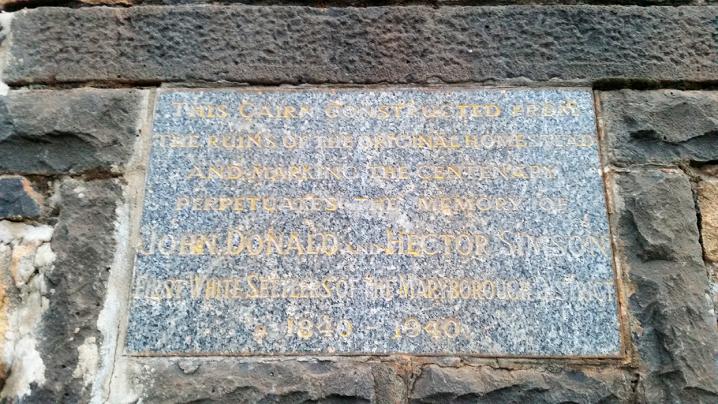 THIS CAIRN CONSTRUCTED FROM
THE RUINS OF THE ORIGINAL HOMESTEAD
AND MARKING THE CENTENARY
PERPETUATES THE MEMORY OF
JOHN DONALD AND HECTOR SIMSON
FIRST WHITE SETTLERS OF THE MARYBOROUGH DISTRICT
1840 - 1940